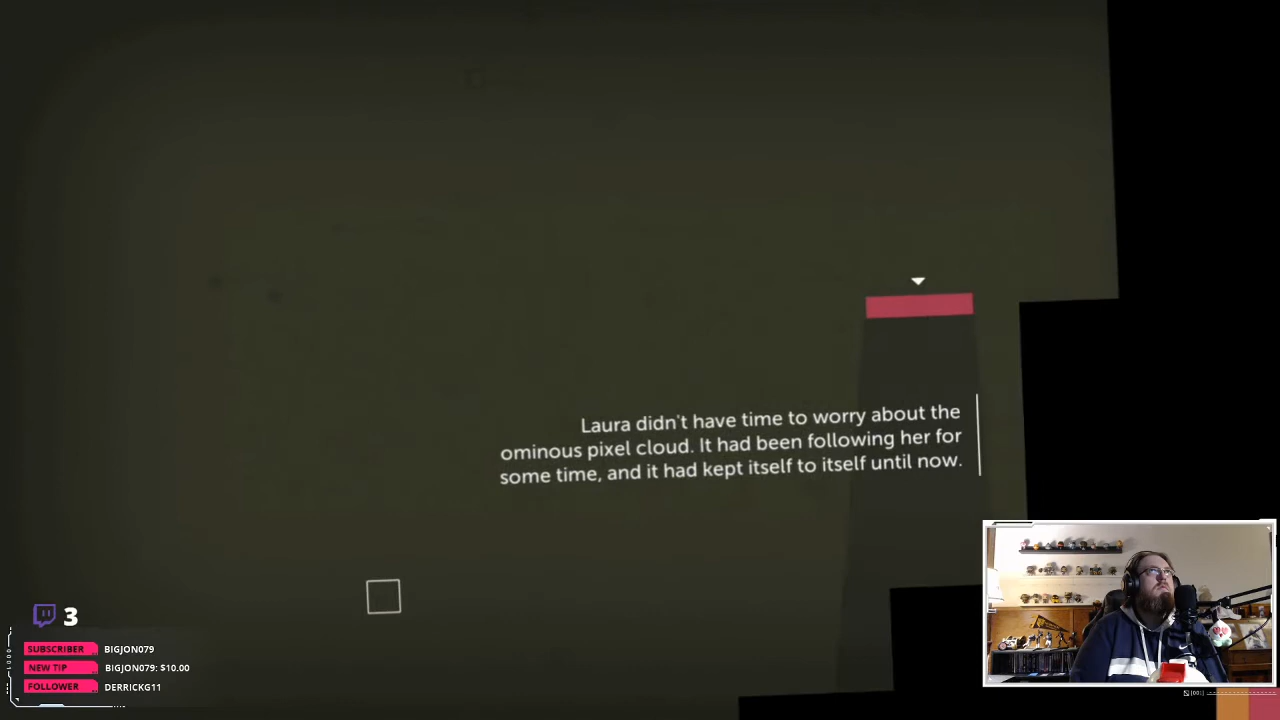 Laura didn't have time to worry about the
ominous pixel cloud. It had been following her for
some time, and it had kept itself to itself until now.
3
SUBSCRIBER BIGJON079
NEW TIP BIGJON079: $10.00
FOLLOWER DERRICKG11